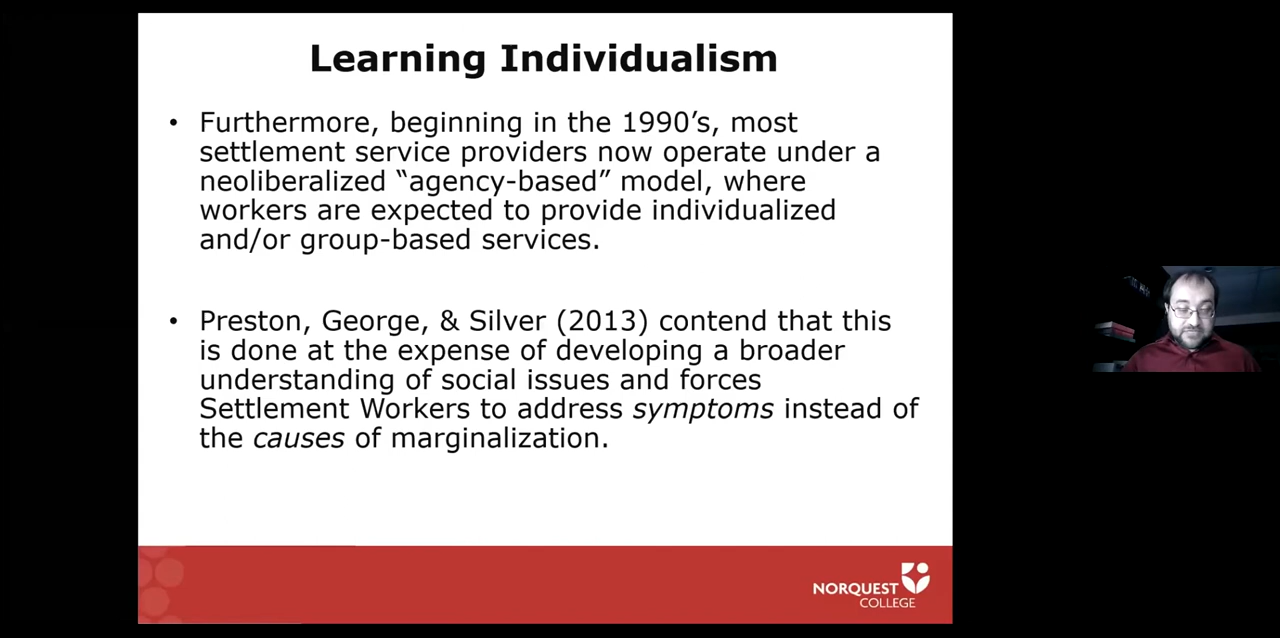 Learning Individualism
• Furthermore, beginning in the 1990’s, most
settlement service providers now operate under a
neoliberalized “agency-based” model, where
workers are expected to provide individualized
and/or group-based services.
• Preston, George, & Silver (2013) contend that this
is done at the expense of developing a broader
understanding of social issues and forces
Settlement Workers to address symptoms instead of
the causes of marginalization.
NORQUEST
COLLEGE